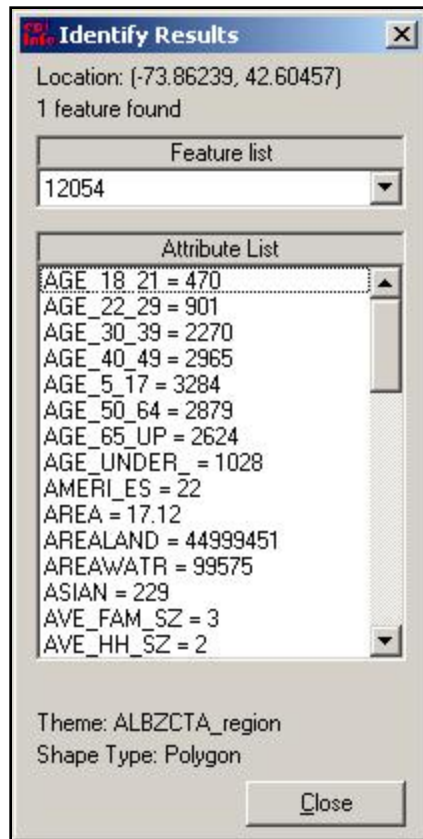 Identify Results
Location: (-73.86239, 42.60457)
1 feature found
Feature list
12054
Attribute List
AGE_18_21 = 470
AGE_22_29 = 901
AGE_30_39 = 2270
AGE_40_49 = 2965
AGE_5_17 = 3284
AGE_50_64 = 2879
AGE_65_UP = 2624
AGE_UNDER_ = 1028
AMERI_ES = 22
AREA = 17.12
AREALAND = 44999451
AREAWATR = 99575
ASIAN = 229
AVE_FAM_SZ = 3
AVE_HH_SZ = 2
Theme: ALBZCTA_region
Shape Type: Polygon
Close